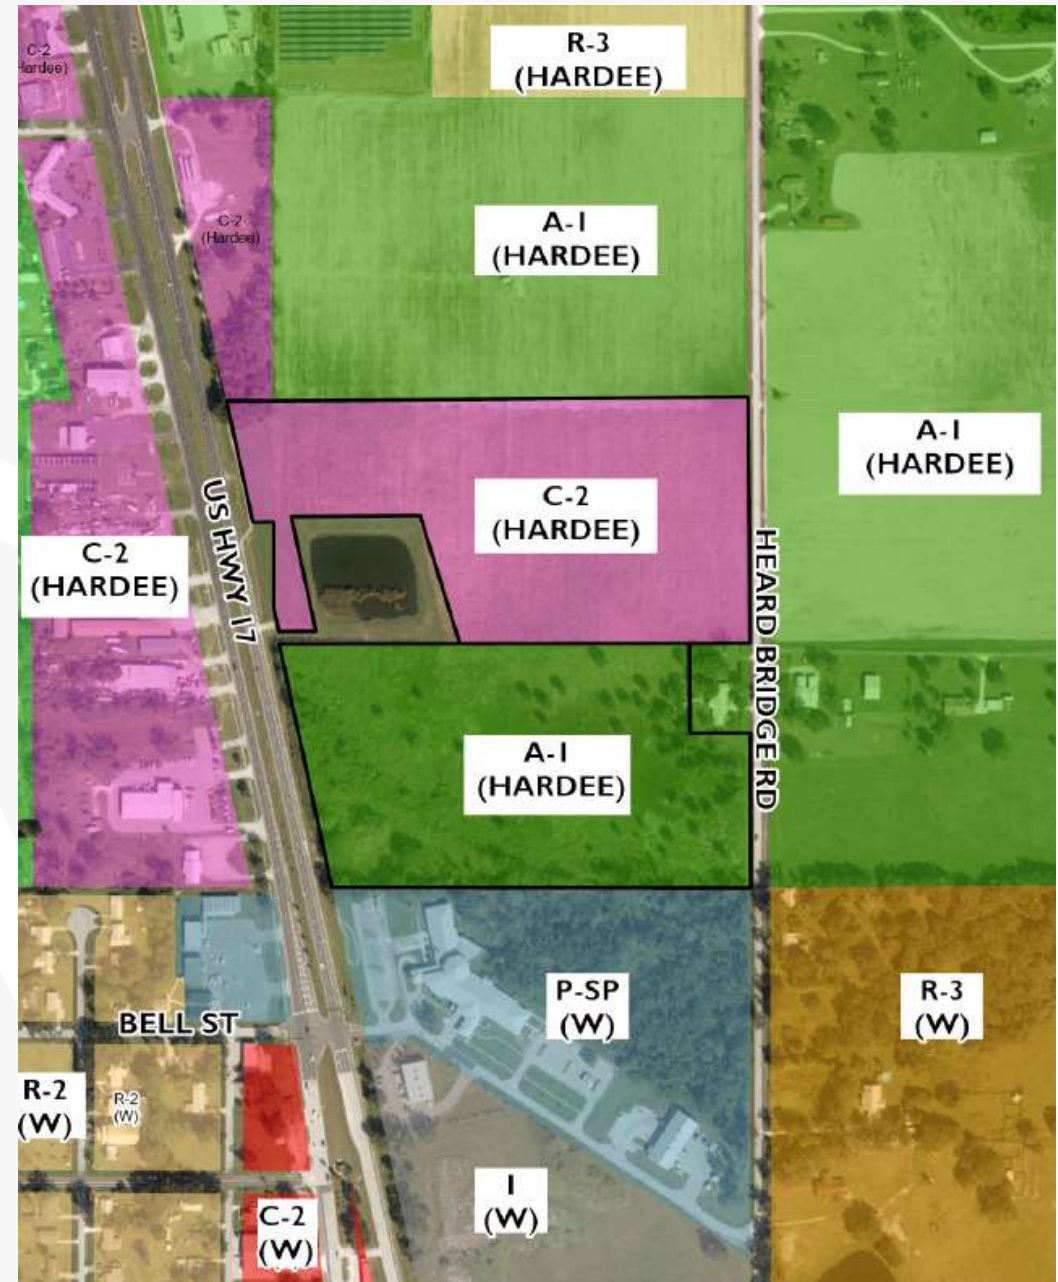 C-2
(Hardee)
R-3
(HARDEE)
C-2
(Hardee)
A-1
(HARDEE)
A-1
(HARDEE)
C-2
(HARDEE)
US HWY 17
C-2
(HARDEE)
HEARD BRIDGE RD
A-1
(HARDEE)
P-SP
(W)
R-3
(W)
BELL ST
R-2
(W)
R-2
(W)
I
(W)
C-2
(W)